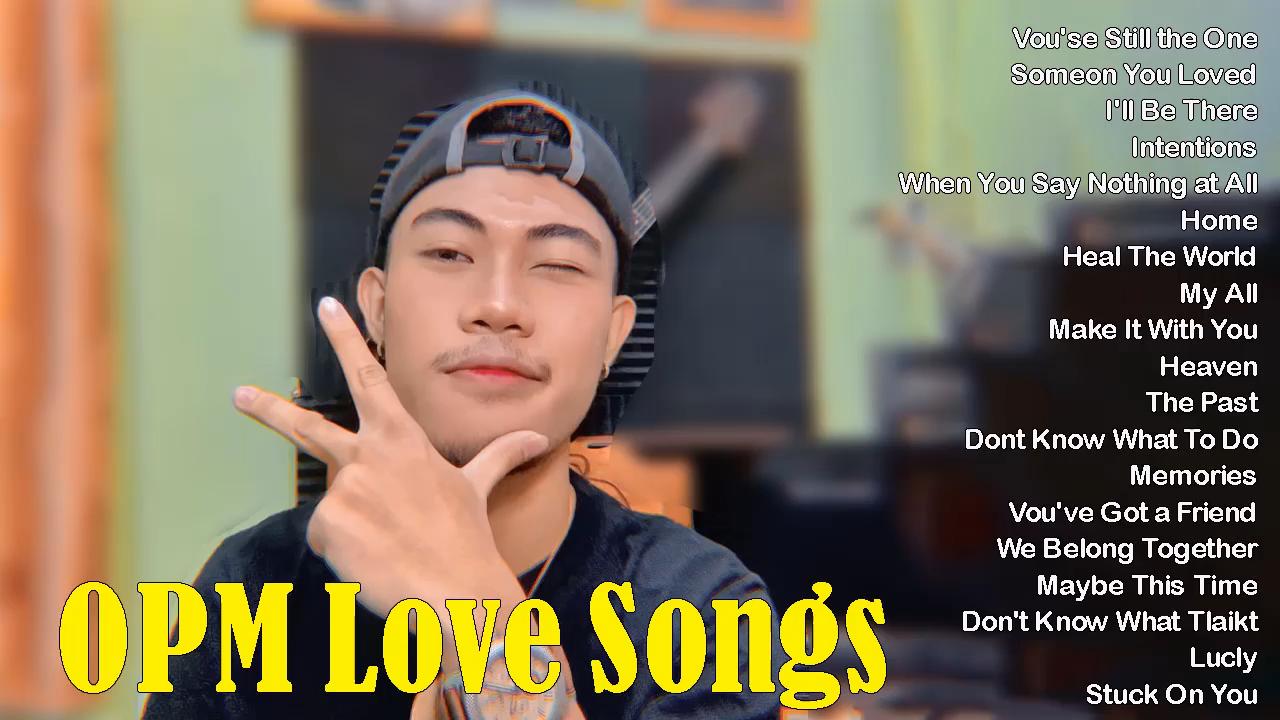 Vou'se Still the One
Someon You Loved
I'll Be There
Intentions
When You Say Nothing at All
Home
Heal The World
My All
Make It With You
Heaven
The Past
Dont Know What To Do
Memories
Vou've Got a Friend
We Belong Together
Maybe This Time
Don't Know What Tlaikt
Lucly
Stuck On You
OPM Love Songs